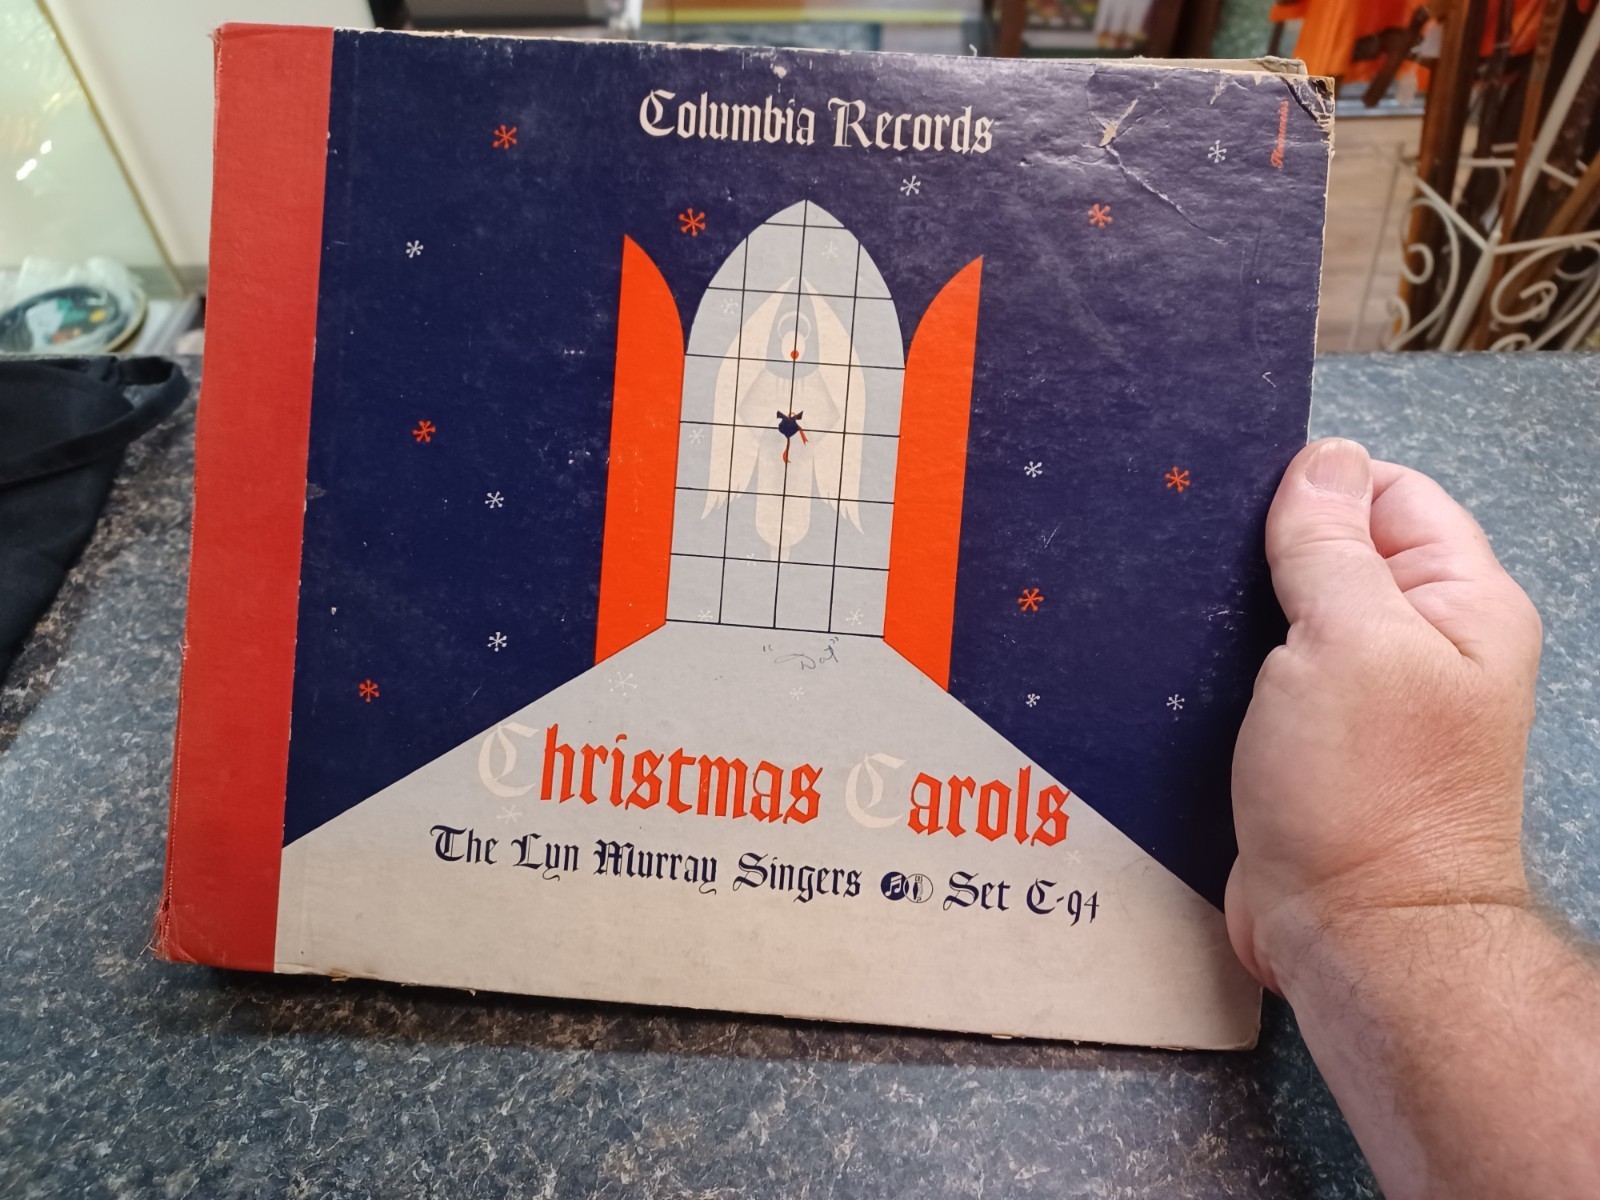 Columbia Records
Christmas Carols
The Lyn Murray Singers Set C-94